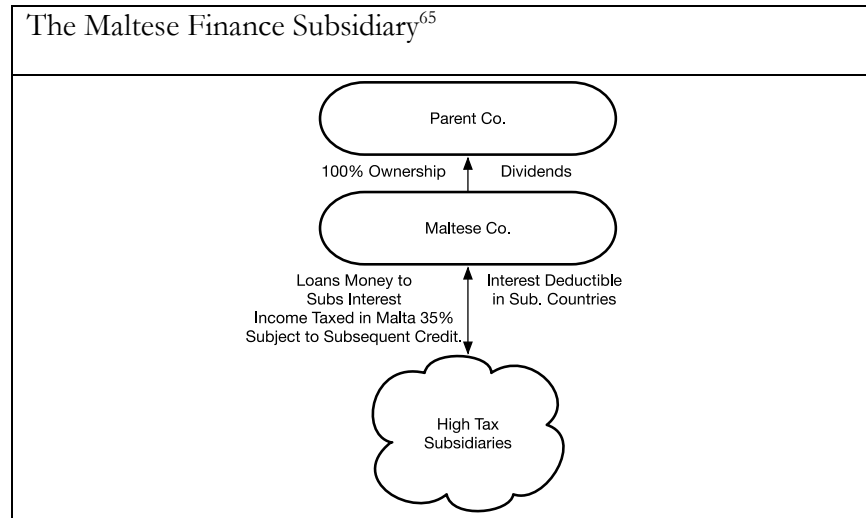 The Maltese Finance Subsidiary65
Parent Co.
100% Ownership
Dividends
Maltese Co.
Loans Money to
Subs Interest
Income Taxed in Malta 35%
Subject to Subsequent Credit.
Interest Deductible
in Sub. Countries
High Tax
Subsidiaries